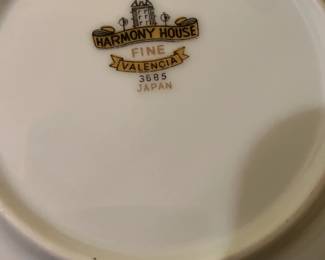 HARMONY HOUSE
FINE
VALENCIA
3685
JAPAN